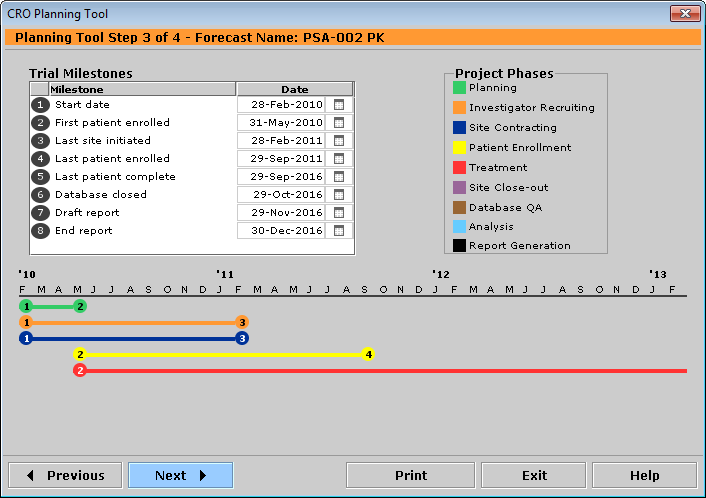 CRO Planning Tool
Planning Tool Step 3 of 4 - Forecast Name: PSA-002 PK
Trial Milestones
Milestone Date
1 Start date 28-Feb-2010
2 First patient enrolled 31-May-2010
3 Last site initiated 28-Feb-2011
4 Last patient enrolled 29-Sep-2011
5 Last patient complete 29-Sep-2016
6 Database closed 29-Oct-2016
7 Draft report 29-Nov-2016
8 End report 30-Dec-2016
Project Phases
Planning
Investigator Recruiting
Site Contracting
Patient Enrollment
Treatment
Site Close-out
Database QA
Analysis
Report Generation
'10 '11 '12 '13
F M A M J J A S O N D J F M A M J J A S O N D J F M A M J J A S O N D J F
1 2
1 3
1 3
2 4
2
Previous Next Print Exit Help